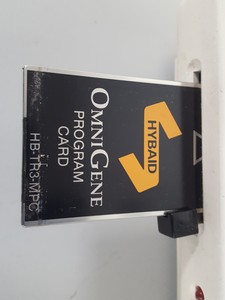 HYBAID
OMNIGENE
PROGRAM
CARD
HB-TR3-MPC